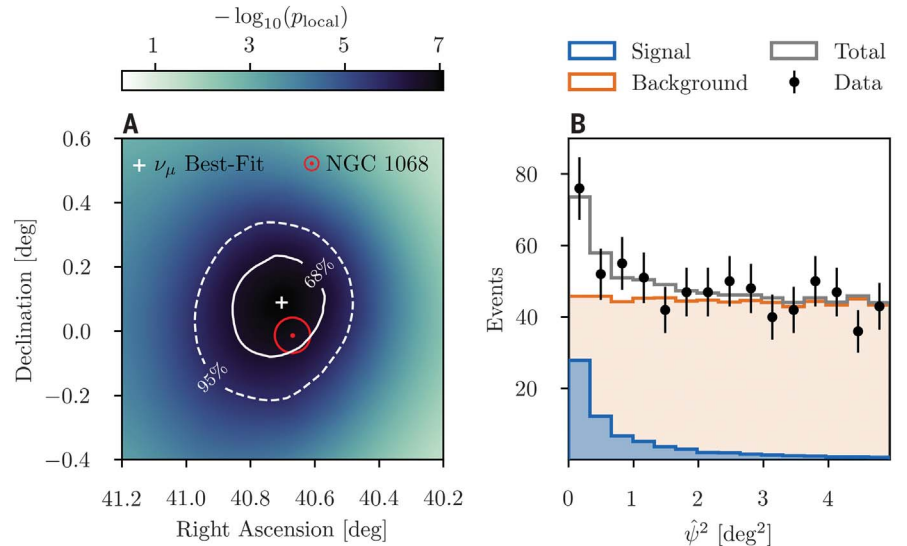 − log₁₀(p_local)
1 3 5 7
A
ν_μ Best-Fit
NGC 1068
0.6
0.4
0.2
0.0
−0.2
−0.4
Declination [deg]
68%
95%
41.2 41.0 40.8 40.6 40.4 40.2
Right Ascension [deg]
Signal
Background
Total
Data
B
80
60
40
20
Events
0 1 2 3 4
ψ̂² [deg²]